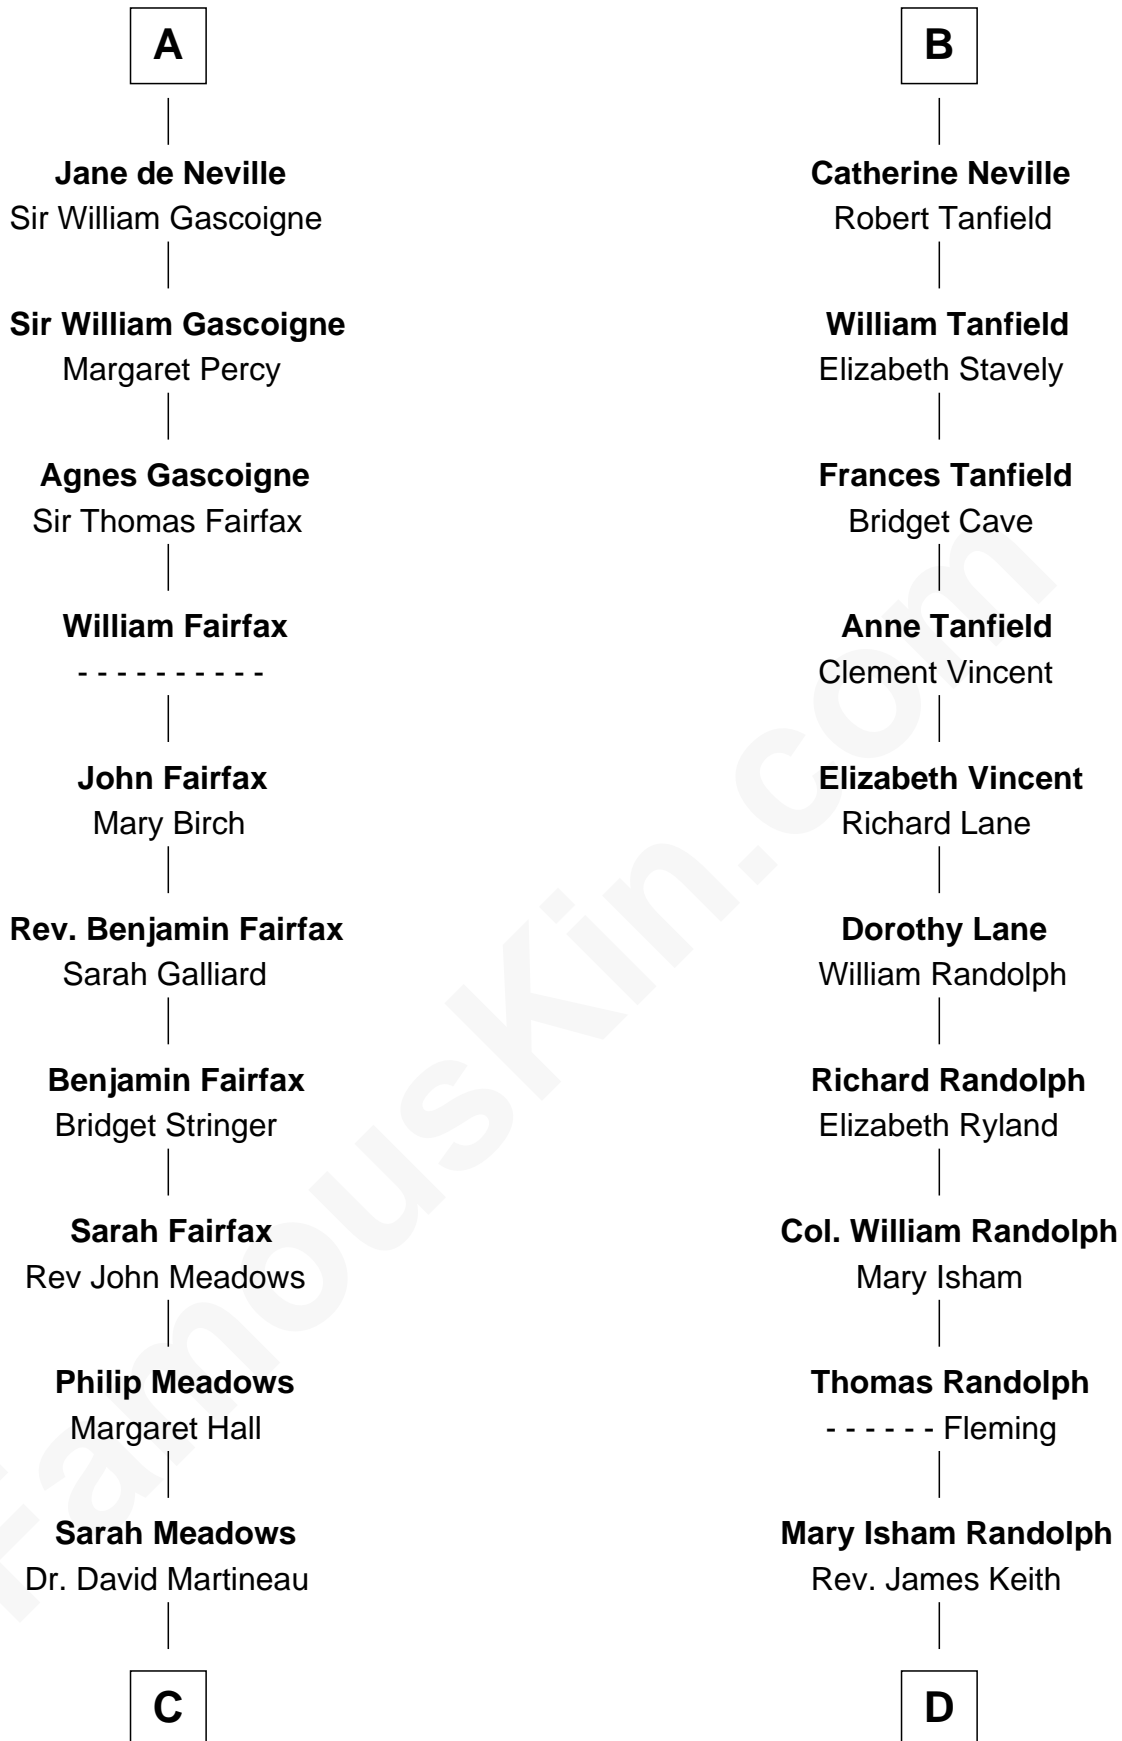 A
Jane de Neville
Sir William Gascoigne
Sir William Gascoigne
Margaret Percy
Agnes Gascoigne
Sir Thomas Fairfax
William Fairfax
- - - - - - - - - -
John Fairfax
Mary Birch
Rev. Benjamin Fairfax
Sarah Galliard
Benjamin Fairfax
Bridget Stringer
Sarah Fairfax
Rev John Meadows
Philip Meadows
Margaret Hall
Sarah Meadows
Dr. David Martineau
C
B
Catherine Neville
Robert Tanfield
William Tanfield
Elizabeth Stavely
Frances Tanfield
Bridget Cave
Anne Tanfield
Clement Vincent
Elizabeth Vincent
Richard Lane
Dorothy Lane
William Randolph
Richard Randolph
Elizabeth Ryland
Col. William Randolph
Mary Isham
Thomas Randolph
- - - - - - Fleming
Mary Isham Randolph
Rev. James Keith
D
FamousKin.com